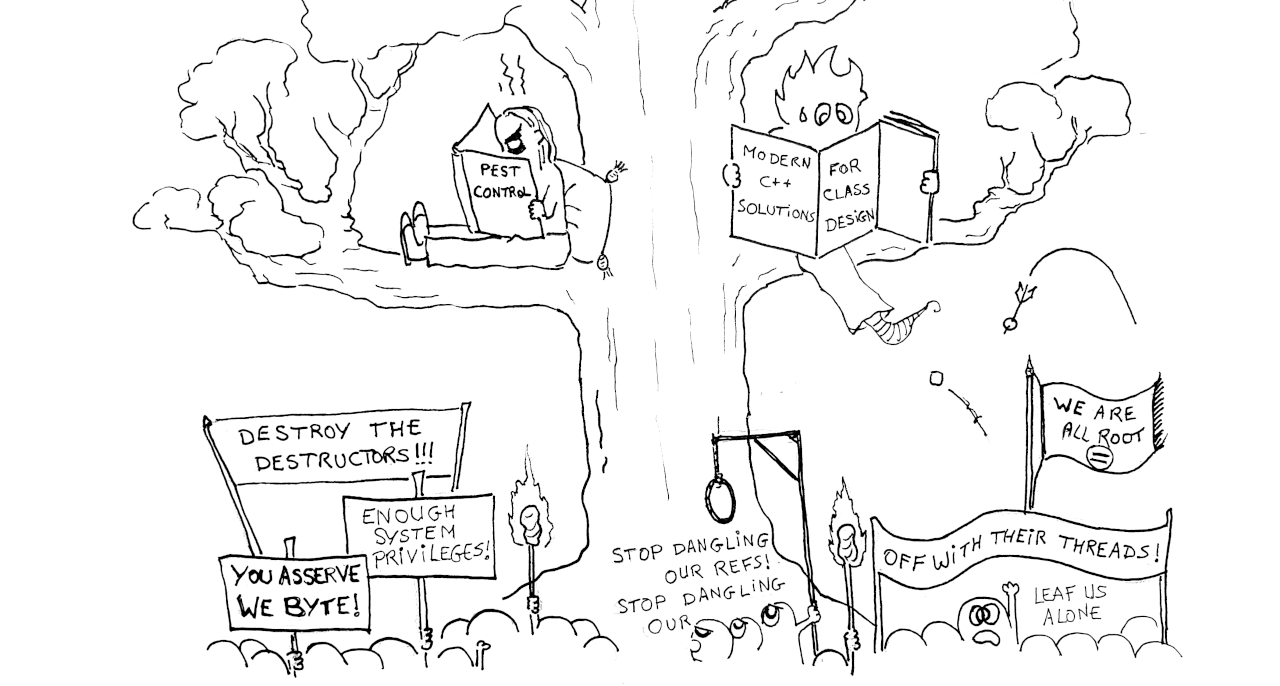 PEST
CONTROL
MODERN
C++
SOLUTIONS
FOR
CLASS
DESIGN
DESTROY THE
DESTRUCTORS!!!
ENOUGH
SYSTEM
PRIVILEGES!
YOU ASSERVE
WE BYTE!
STOP DANGLING
OUR REFS!
STOP DANGLING
OUR
WE ARE
ALL ROOT
=
OFF WITH THEIR THREADS!
LEAF US
ALONE